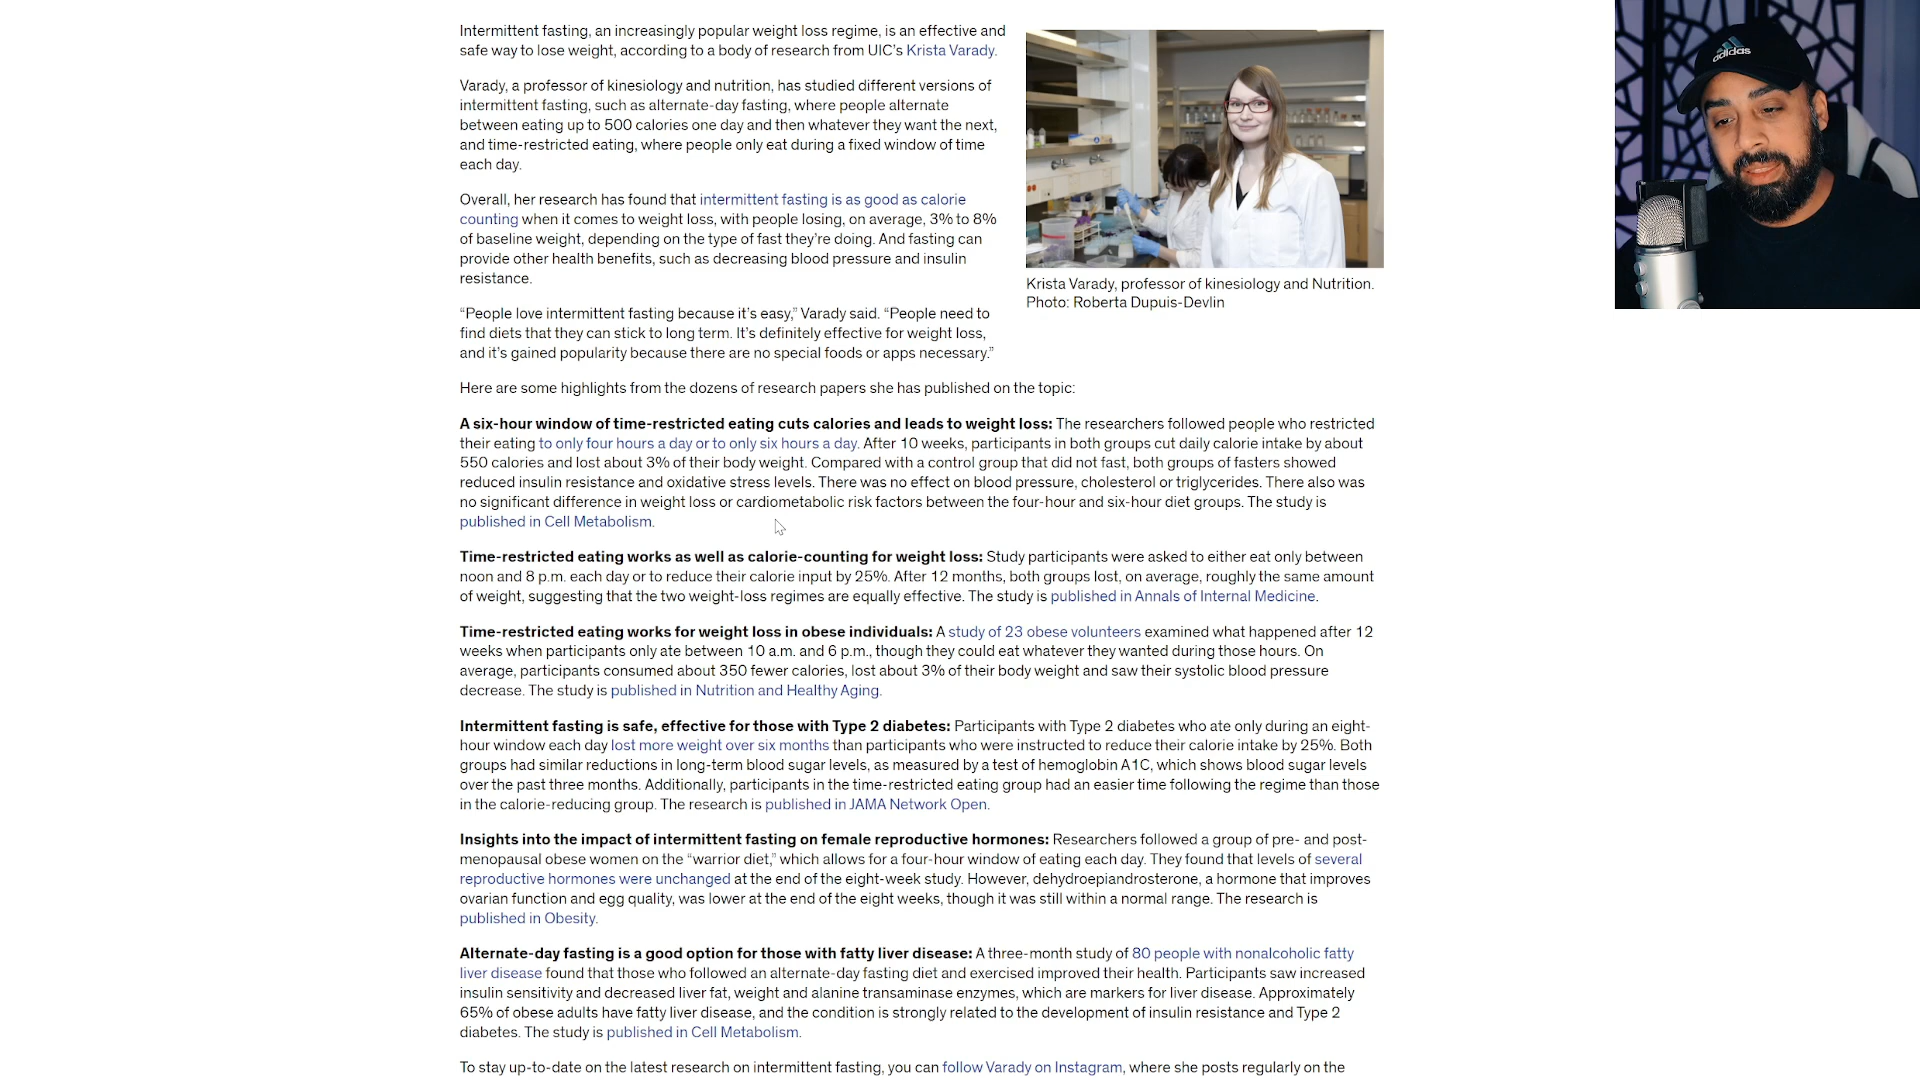 Intermittent fasting, an increasingly popular weight loss regime, is an effective and
safe way to lose weight, according to a body of research from UIC's Krista Varady.
Varady, a professor of kinesiology and nutrition, has studied different versions of
intermittent fasting, such as alternate-day fasting, where people alternate
between eating up to 500 calories one day and then whatever they want the next,
and time-restricted eating, where people only eat during a fixed window of time
each day.
Overall, her research has found that intermittent fasting is as good as calorie
counting when it comes to weight loss, with people losing, on average, 3% to 8%
of baseline weight, depending on the type of fast they're doing. And fasting can
provide other health benefits, such as decreasing blood pressure and insulin
resistance.
"People love intermittent fasting because it's easy," Varady said. "People need to
find diets that they can stick to long term. It's definitely effective for weight loss,
and it's gained popularity because there are no special foods or apps necessary."
Krista Varady, professor of kinesiology and Nutrition.
Photo: Roberta Dupuis-Devlin
adidas
Here are some highlights from the dozens of research papers she has published on the topic:
A six-hour window of time-restricted eating cuts calories and leads to weight loss: The researchers followed people who restricted
their eating to only four hours a day or to only six hours a day. After 10 weeks, participants in both groups cut daily calorie intake by about
550 calories and lost about 3% of their body weight. Compared with a control group that did not fast, both groups of fasters showed
reduced insulin resistance and oxidative stress levels. There was no effect on blood pressure, cholesterol or triglycerides. There also was
no significant difference in weight loss or cardiometabolic risk factors between the four-hour and six-hour diet groups. The study is
published in Cell Metabolism.
Time-restricted eating works as well as calorie-counting for weight loss: Study participants were asked to either eat only between
noon and 8 p.m. each day or to reduce their calorie input by 25%. After 12 months, both groups lost, on average, roughly the same amount
of weight, suggesting that the two weight-loss regimes are equally effective. The study is published in Annals of Internal Medicine.
Time-restricted eating works for weight loss in obese individuals: A study of 23 obese volunteers examined what happened after 12
weeks when participants only ate between 10 a.m. and 6 p.m., though they could eat whatever they wanted during those hours. On
average, participants consumed about 350 fewer calories, lost about 3% of their body weight and saw their systolic blood pressure
decrease. The study is published in Nutrition and Healthy Aging.
Intermittent fasting is safe, effective for those with Type 2 diabetes: Participants with Type 2 diabetes who ate only during an eight-
hour window each day lost more weight over six months than participants who were instructed to reduce their calorie intake by 25%. Both
groups had similar reductions in long-term blood sugar levels, as measured by a test of hemoglobin A1C, which shows blood sugar levels
over the past three months. Additionally, participants in the time-restricted eating group had an easier time following the regime than those
in the calorie-reducing group. The research is published in JAMA Network Open.
Insights into the impact of intermittent fasting on female reproductive hormones: Researchers followed a group of pre- and post-
menopausal obese women on the "warrior diet," which allows for a four-hour window of eating each day. They found that levels of several
reproductive hormones were unchanged at the end of the eight-week study. However, dehydroepiandrosterone, a hormone that improves
ovarian function and egg quality, was lower at the end of the eight weeks, though it was still within a normal range. The research is
published in Obesity.
Alternate-day fasting is a good option for those with fatty liver disease: A three-month study of 80 people with nonalcoholic fatty
liver disease found that those who followed an alternate-day fasting diet and exercised improved their health. Participants saw increased
insulin sensitivity and decreased liver fat, weight and alanine transaminase enzymes, which are markers for liver disease. Approximately
65% of obese adults have fatty liver disease, and the condition is strongly related to the development of insulin resistance and Type 2
diabetes. The study is published in Cell Metabolism.
To stay up-to-date on the latest research on intermittent fasting, you can follow Varady on Instagram, where she posts regularly on the